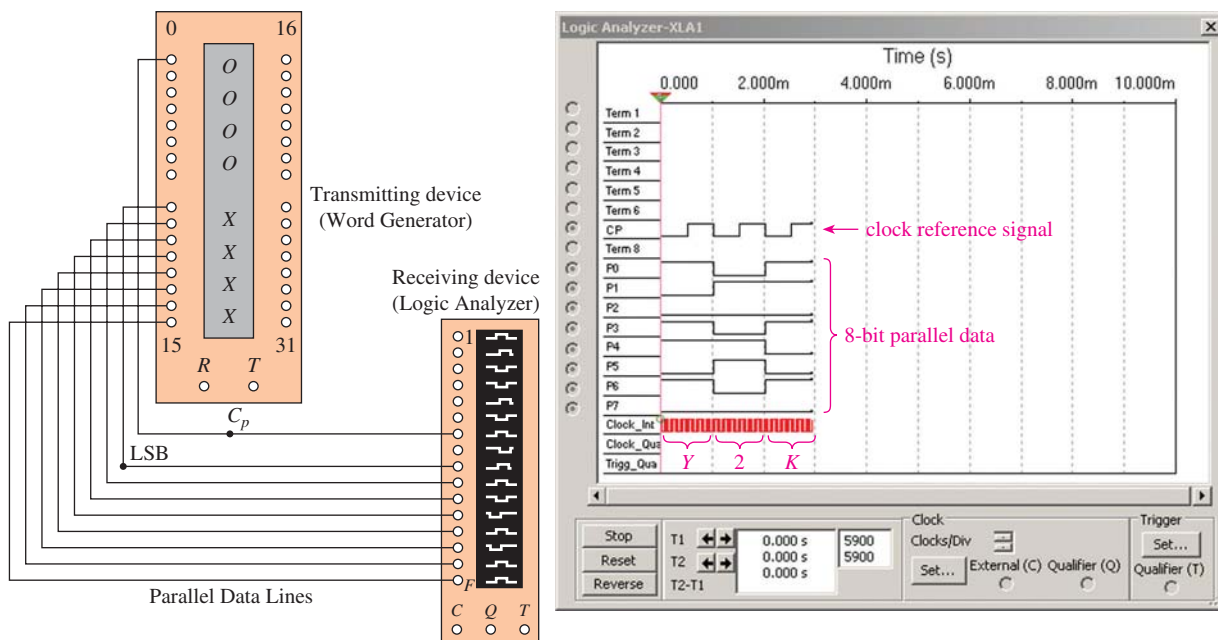 0 16
O
O
O
O
X
X
X
X
15 31
R T
Transmitting device
(Word Generator)
Receiving device
(Logic Analyzer)
1
F
C Q T
Cp
LSB
Parallel Data Lines
Logic Analyzer-XLA1
Time (s)
0.000 2.000m 4.000m 6.000m 8.000m 10.000m
Term 1
Term 2
Term 3
Term 4
Term 5
Term 6
CP
Term 8
P0
P1
P2
P3
P4
P5
P6
P7
Clock_Int
Clock_Qua
Trigg_Qua
clock reference signal
8-bit parallel data
Y 2 K
Stop
Reset
Reverse
T1
T2
T2-T1
0.000 s
0.000 s
0.000 s
5900
5900
Clock
Clocks/Div
Set...
External (C) Qualifier (Q)
Trigger
Set...
Qualifier (T)